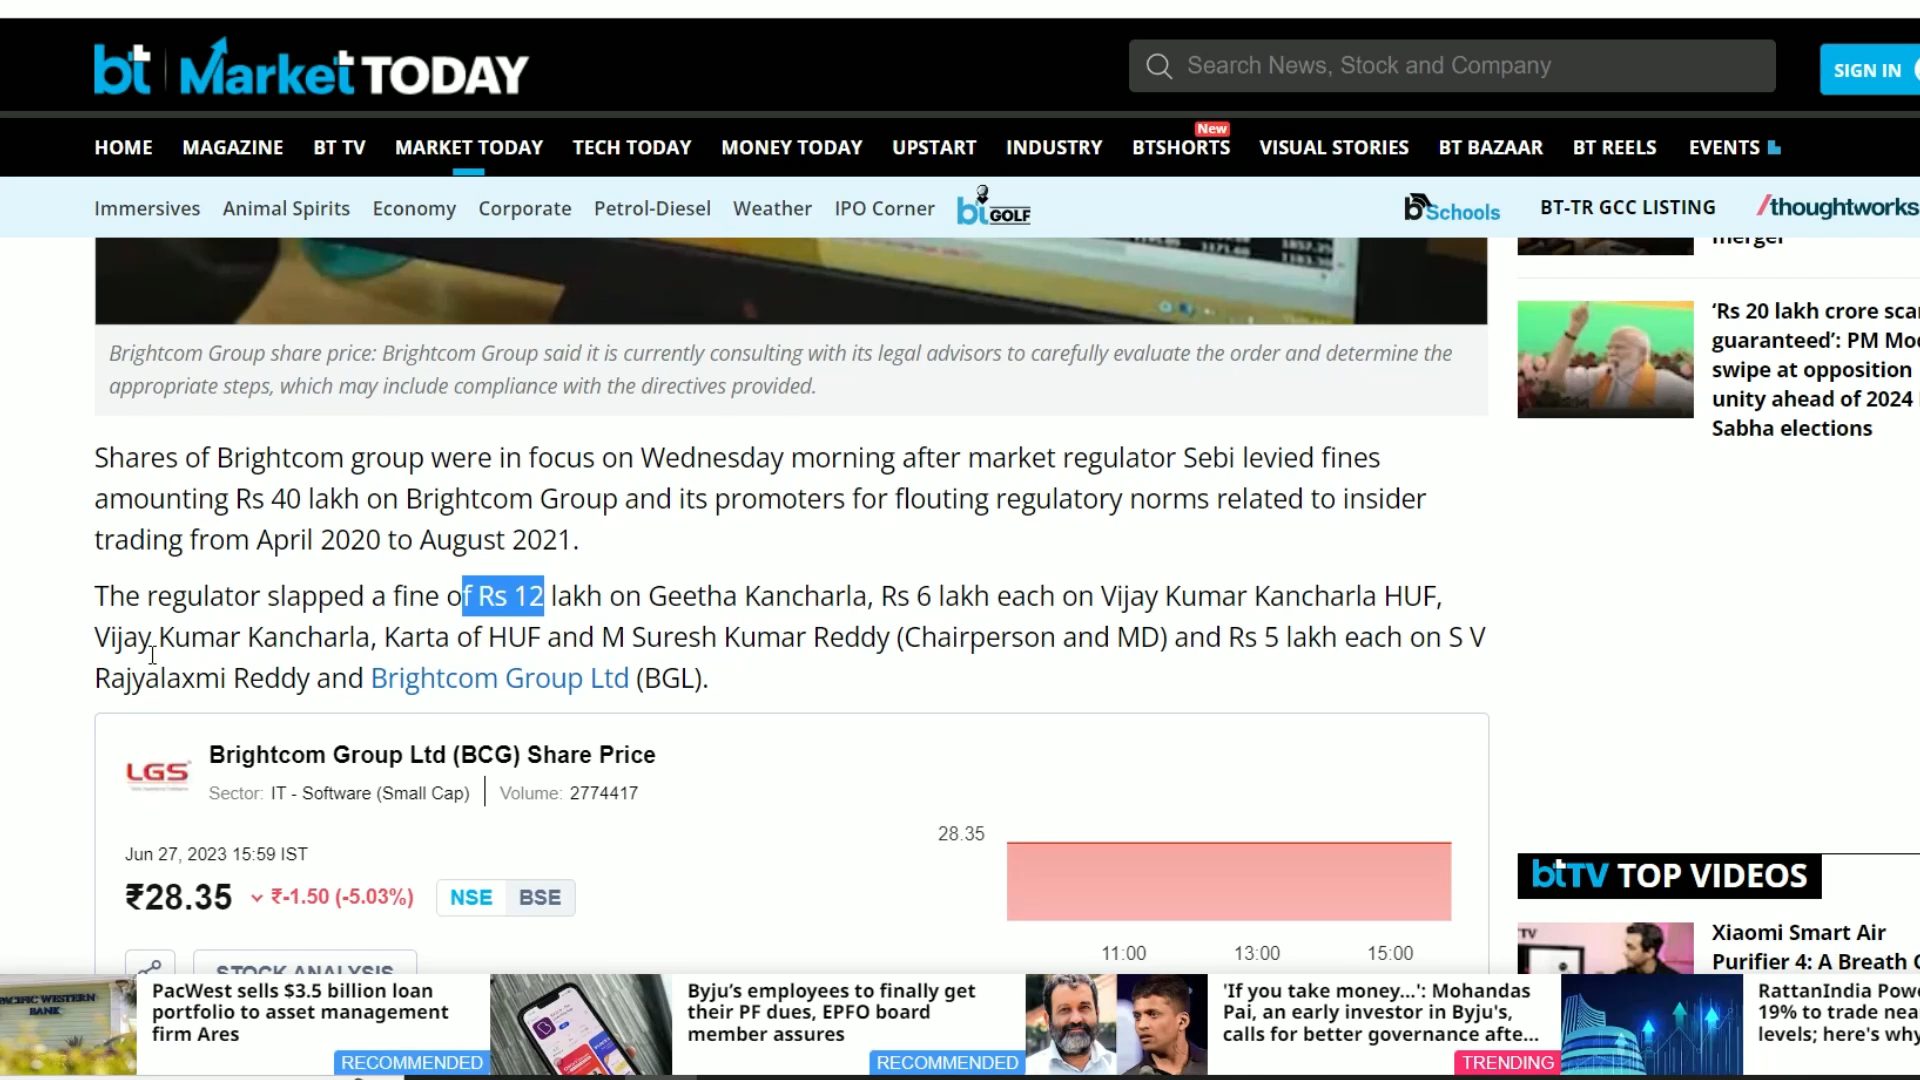 bt Market TODAY
Search News, Stock and Company
SIGN IN
HOME MAGAZINE BT TV MARKET TODAY TECH TODAY MONEY TODAY UPSTART INDUSTRY New BTSHORTS VISUAL STORIES BT BAZAAR BT REELS EVENTS
Immersives Animal Spirits Economy Corporate Petrol-Diesel Weather IPO Corner bt GOLF b Schools BT-TR GCC LISTING /thoughtworks
merger
Brightcom Group share price: Brightcom Group said it is currently consulting with its legal advisors to carefully evaluate the order and determine the
appropriate steps, which may include compliance with the directives provided.
Shares of Brightcom group were in focus on Wednesday morning after market regulator Sebi levied fines
amounting Rs 40 lakh on Brightcom Group and its promoters for flouting regulatory norms related to insider
trading from April 2020 to August 2021.
The regulator slapped a fine of Rs 12 lakh on Geetha Kancharla, Rs 6 lakh each on Vijay Kumar Kancharla HUF,
Vijay Kumar Kancharla, Karta of HUF and M Suresh Kumar Reddy (Chairperson and MD) and Rs 5 lakh each on S V
Rajyalaxmi Reddy and Brightcom Group Ltd (BGL).
LGS
Brightcom Group Ltd (BCG) Share Price
Sector: IT - Software (Small Cap) Volume: 2774417
Jun 27, 2023 15:59 IST
₹28.35 ₹-1.50 (-5.03%) NSE BSE
STOCK ANALYSIS
28.35
11:00 13:00 15:00
‘Rs 20 lakh crore
guaranteed’: PM
swipe at opposition
unity ahead of 2024
Sabha elections
btTV TOP VIDEOS
TV
Xiaomi Smart Air
Purifier 4: A Breath
PACIFIC WESTERN
BANK
PacWest sells $3.5 billion loan
portfolio to asset management
firm Ares
RECOMMENDED
Byju’s employees to finally get
their PF dues, EPFO board
member assures
RECOMMENDED
'If you take money...': Mohandas
Pai, an early investor in Byju's,
calls for better governance afte...
TRENDING
RattanIndia
19% to trade
levels; here's why